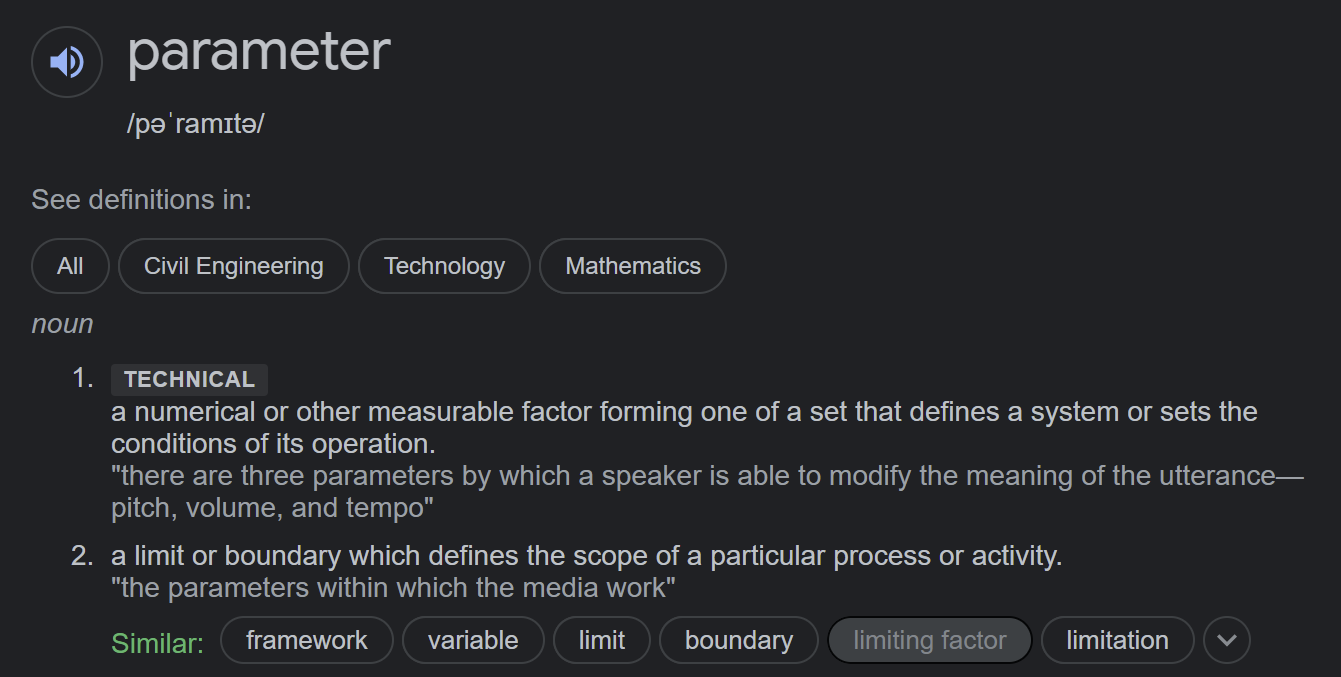 parameter
/pəˈramɪtə/
See definitions in:
All Civil Engineering Technology Mathematics
noun
1. TECHNICAL
a numerical or other measurable factor forming one of a set that defines a system or sets the
conditions of its operation.
"there are three parameters by which a speaker is able to modify the meaning of the utterance—
pitch, volume, and tempo"
2. a limit or boundary which defines the scope of a particular process or activity.
"the parameters within which the media work"
Similar: framework variable limit boundary limiting factor limitation